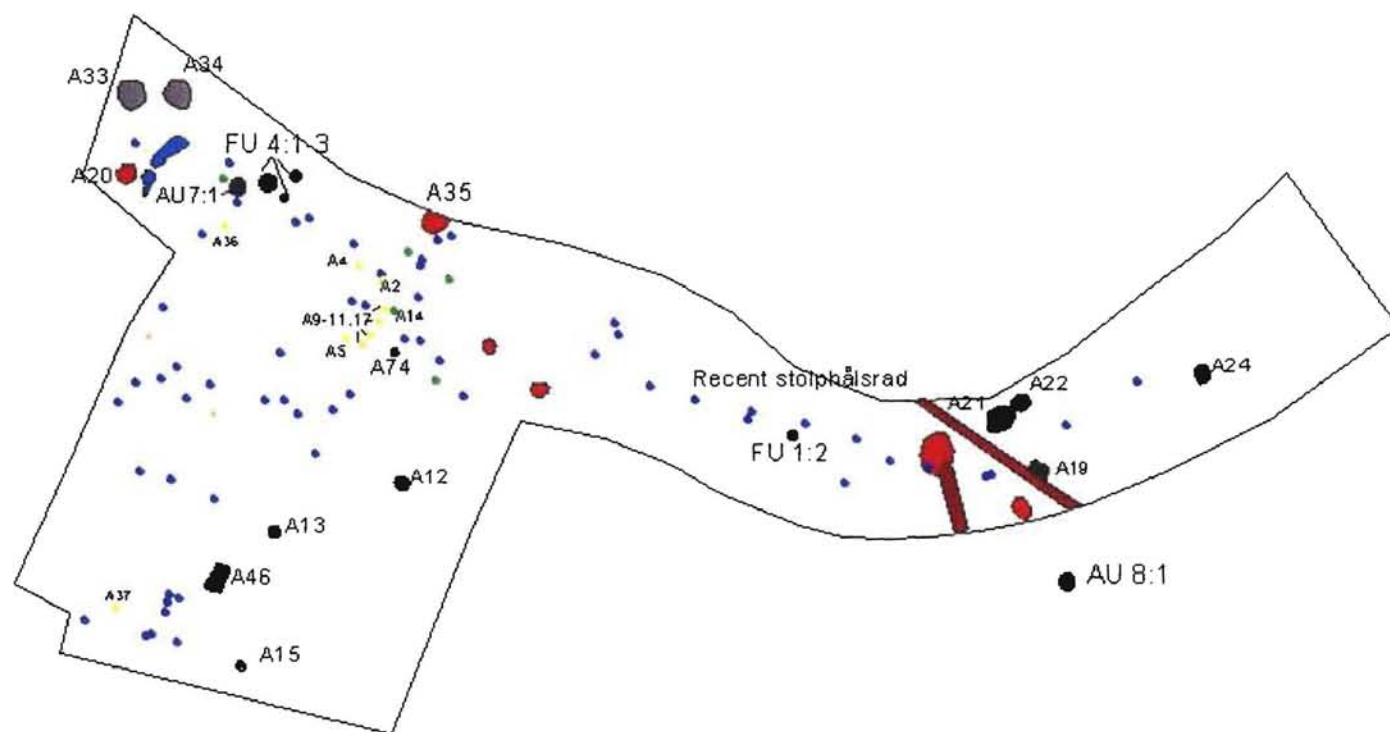 A33
A34
FU 4:1-3
A20
AU7:1
A35
A36
A4
A2
A9-11,17
A14
A5
A74
Recent stolphålsrad
A22
A24
A21
FU 1:2
A19
A12
A13
A46
A37
AU 8:1
A15